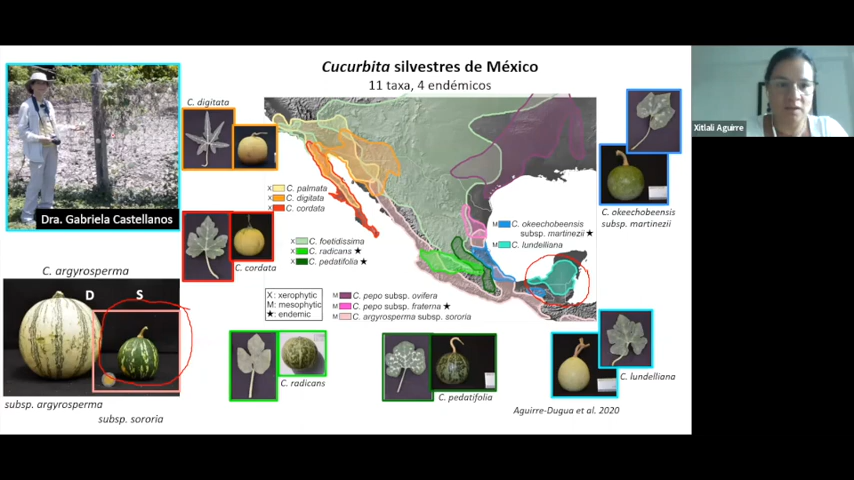 Cucurbita silvestres de México
11 taxa, 4 endémicos
Xitlali Aguirre
Dra. Gabriela Castellanos
C. digitata
X C. palmata
X C. digitata
X C. cordata
C. cordata
X C. foetidissima
X C. radicans ★
X C. pedatifolia ★
M C. okeechobeensis
subsp. martinezii ★
M C. lundelliana
C. okeechobeensis
subsp. martinezii
X : xerophytic
M: mesophytic
★: endemic
M C. pepo subsp. ovifera
M C. pepo subsp. fraterna ★
M C. argyrosperma subsp. sororia
C. argyrosperma
D S
subsp. argyrosperma
subsp. sororia
C. radicans
C. pedatifolia
C. lundelliana
Aguirre-Dugua et al. 2020